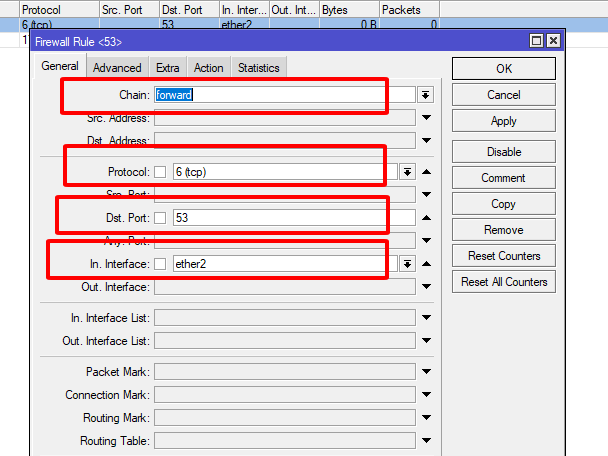 Protocol Src. Port Dst. Port In. Inter... Out. Int... Bytes Packets
6 (tcp) 53 ether2 0 B 0
1
Firewall Rule <53>
General Advanced Extra Action Statistics
Chain: forward
Src. Address:
Dst. Address:
Protocol: 6 (tcp)
Src. Port:
Dst. Port: 53
Any. Port:
In. Interface: ether2
Out. Interface:
In. Interface List:
Out. Interface List:
Packet Mark:
Connection Mark:
Routing Mark:
Routing Table:
OK
Cancel
Apply
Disable
Comment
Copy
Remove
Reset Counters
Reset All Counters